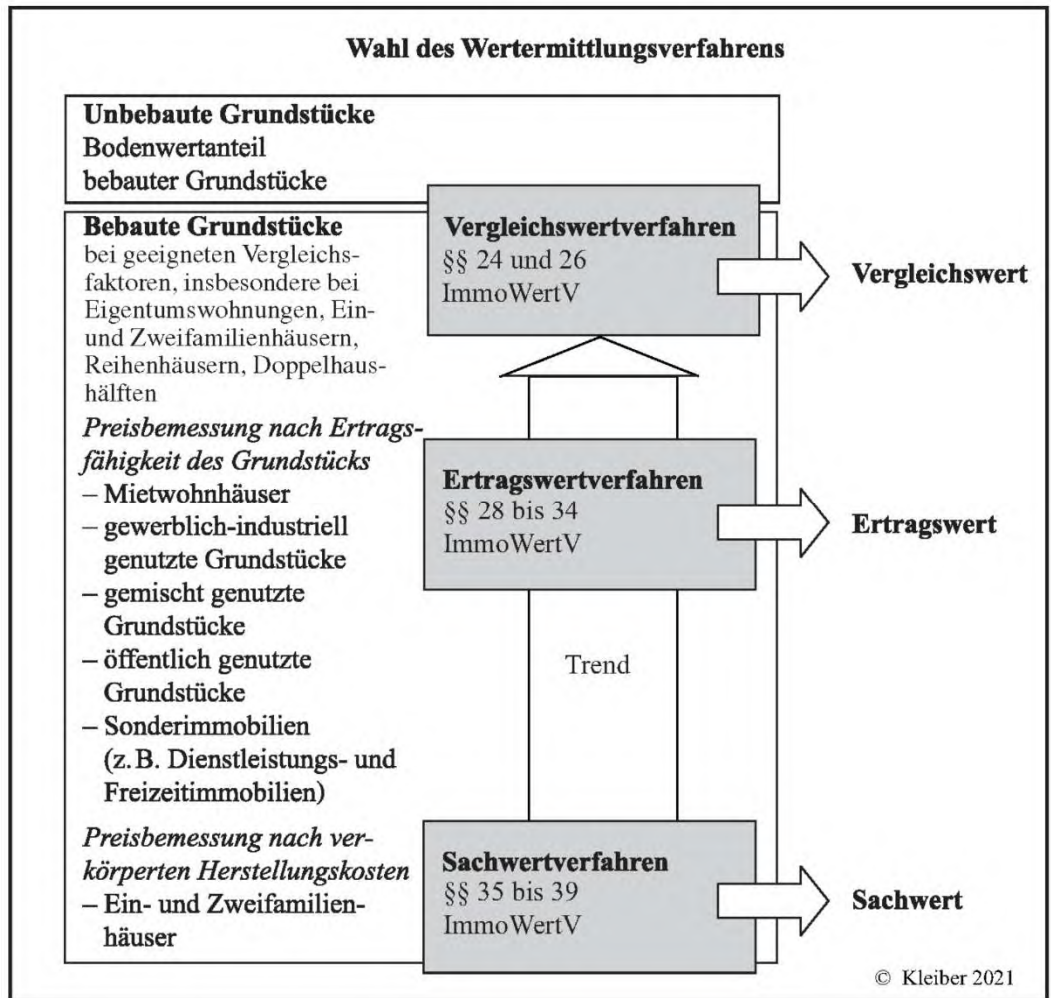 Wahl des Wertermittlungsverfahrens
Unbebaute Grundstücke
Bodenwertanteil
bebauter Grundstücke
Bebaute Grundstücke
bei geeigneten Vergleichs-
faktoren, insbesondere bei
Eigentumswohnungen, Ein-
und Zweifamilienhäusern,
Reihenhäusern, Doppelhaus-
hälften
Preisbemessung nach Ertrags-
fähigkeit des Grundstücks
– Mietwohnhäuser
– gewerblich-industriell
genutzte Grundstücke
– gemischt genutzte
Grundstücke
– öffentlich genutzte
Grundstücke
– Sonderimmobilien
(z. B. Dienstleistungs- und
Freizeitimmobilien)
Preisbemessung nach ver-
körperten Herstellungskosten
– Ein- und Zweifamilien-
häuser
Vergleichswertverfahren
§§ 24 und 26
ImmoWertV
Vergleichswert
Ertragswertverfahren
§§ 28 bis 34
ImmoWertV
Ertragswert
Trend
Sachwertverfahren
§§ 35 bis 39
ImmoWertV
Sachwert
© Kleiber 2021